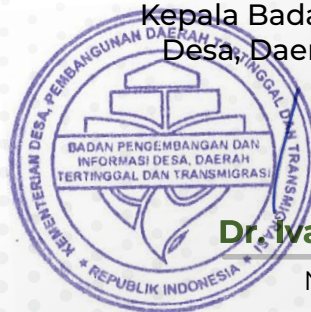 Kepala Bada
Desa, Daer
KEMENTERIAN DESA, PEMBANGUNAN DAERAH TERTINGGAL DAN TRANSMIGRASI
BADAN PENGEMBANGAN DAN
INFORMASI DESA, DAERAH
TERTINGGAL DAN TRANSMIGRASI
★ REPUBLIK INDONESIA ★
Dr. Iva
N